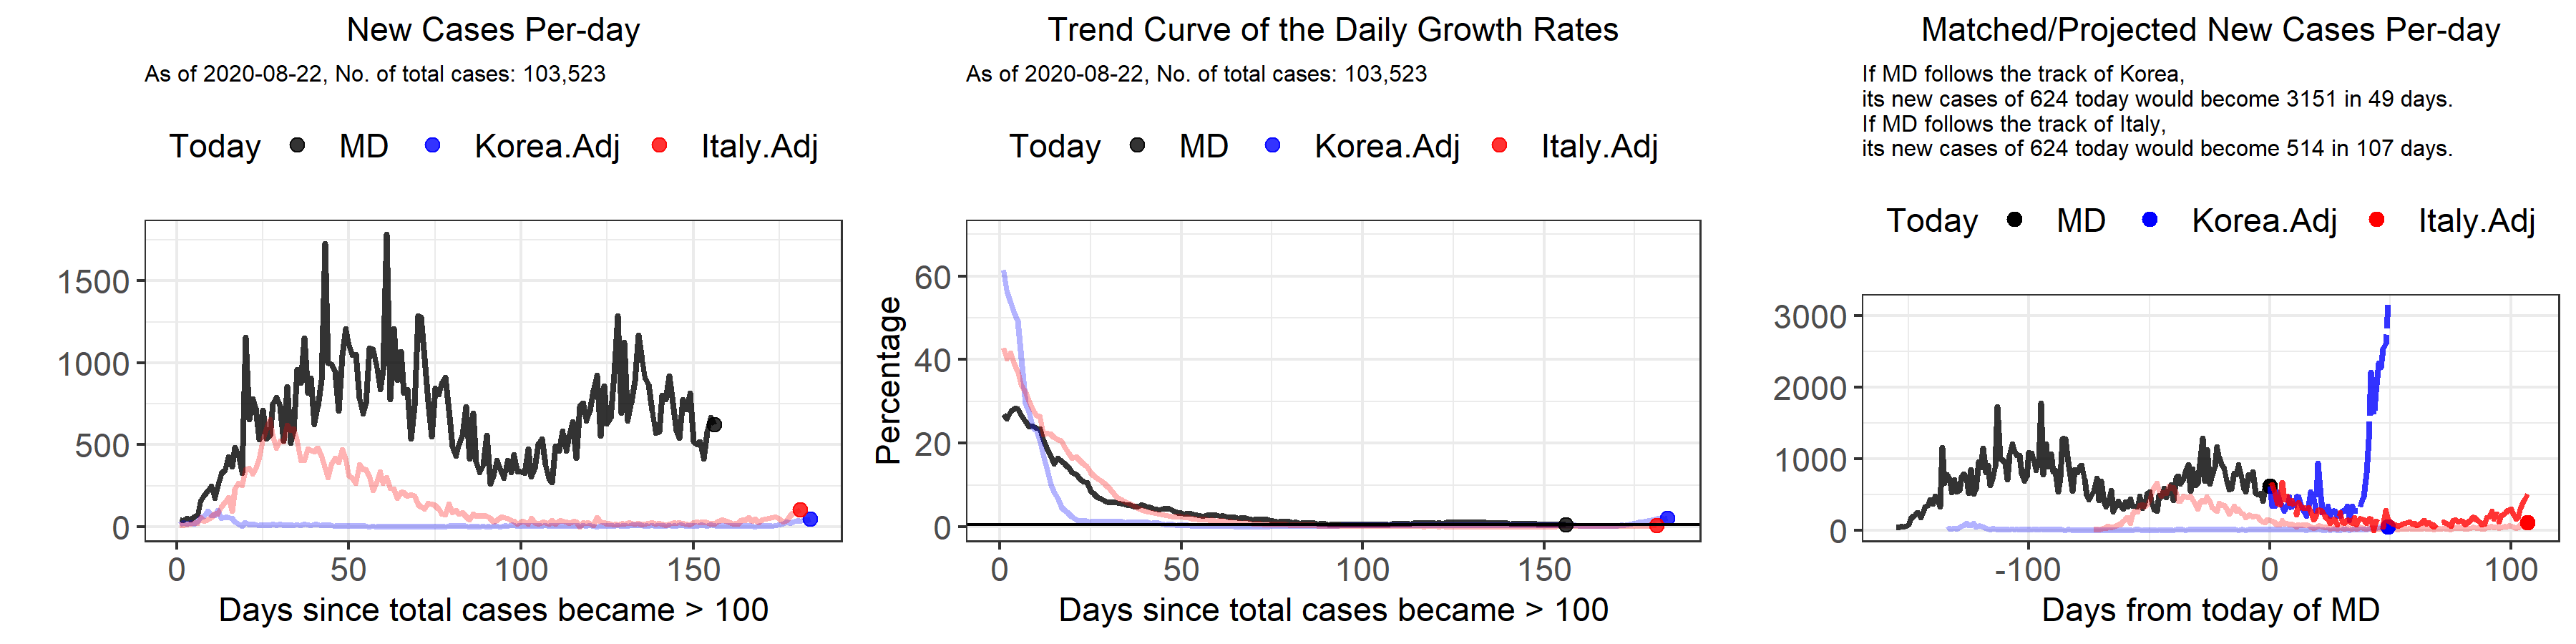 New Cases Per-day
As of 2020-08-22, No. of total cases: 103,523
Today MD Korea.Adj Italy.Adj
1500
1000
500
0
0 50 100 150
Days since total cases became > 100
Trend Curve of the Daily Growth Rates
As of 2020-08-22, No. of total cases: 103,523
Today MD Korea.Adj Italy.Adj
Percentage
60
40
20
0
0 50 100 150
Days since total cases became > 100
Matched/Projected New Cases Per-day
If MD follows the track of Korea,
its new cases of 624 today would become 3151 in 49 days.
If MD follows the track of Italy,
its new cases of 624 today would become 514 in 107 days.
Today MD Korea.Adj Italy.Adj
3000
2000
1000
0
-100 0 100
Days from today of MD